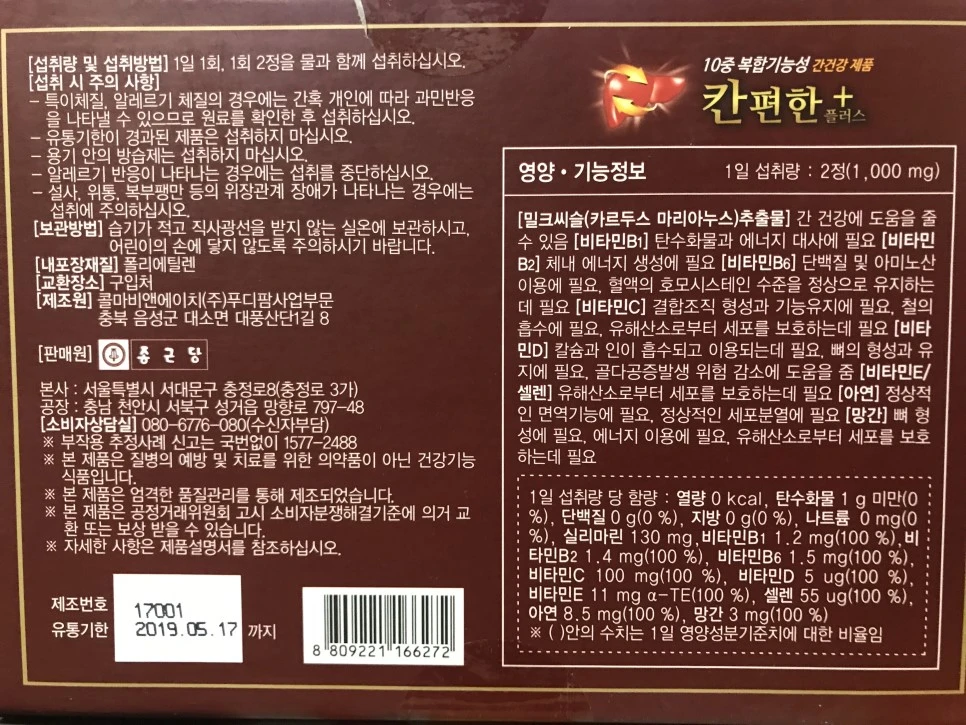 [섭취량 및 섭취방법] 1일 1회, 1회 2정을 물과 함께 섭취하십시오.
[섭취 시 주의 사항]
– 특이체질, 알레르기 체질의 경우에는 간혹 개인에 따라 과민반응
을 나타낼 수 있으므로 원료를 확인한 후 섭취하십시오.
– 유통기한이 경과된 제품은 섭취하지 마십시오.
– 용기 안의 방습제는 섭취하지 마십시오.
– 알레르기 반응이 나타나는 경우에는 섭취를 중단하십시오.
– 설사, 위통, 복부팽만 등의 위장관계 장애가 나타나는 경우에는
섭취에 주의하십시오.
[보관방법] 습기가 적고 직사광선을 받지 않는 실온에 보관하시고,
어린이의 손에 닿지 않도록 주의하시기 바랍니다.
[내포장재질] 폴리에틸렌
[교환장소] 구입처
[제조원] 콜마비앤에이치(주)푸디팜사업부문
충북 음성군 대소면 대풍산단1길 8
[판매원] 종근당
본사 : 서울특별시 서대문구 충정로8(충정로 3가)
공장 : 충남 천안시 서북구 성거읍 망향로 797-48
[소비자상담실] 080-6776-080(수신자부담)
※ 부작용 추정사례 신고는 국번없이 1577-2488
※ 본 제품은 질병의 예방 및 치료를 위한 의약품이 아닌 건강기능
식품입니다.
※ 본 제품은 엄격한 품질관리를 통해 제조되었습니다.
※ 본 제품은 공정거래위원회 고시 소비자분쟁해결기준에 의거 교
환 또는 보상 받을 수 있습니다.
※ 자세한 사항은 제품설명서를 참조하십시오.
제조번호 17001
유통기한 2019.05.17 까지
8 809221 166272
10중 복합기능성 간건강 제품
칸편한+
플러스
영양·기능정보 1일 섭취량 : 2정(1,000 mg)
[밀크씨슬(카르두스 마리아누스)추출물] 간 건강에 도움을 줄
수 있음 [비타민B1] 탄수화물과 에너지 대사에 필요 [비타민
B2] 체내 에너지 생성에 필요 [비타민B6] 단백질 및 아미노산
이용에 필요, 혈액의 호모시스테인 수준을 정상으로 유지하는
데 필요 [비타민C] 결합조직 형성과 기능유지에 필요, 철의
흡수에 필요, 유해산소로부터 세포를 보호하는데 필요 [비타
민D] 칼슘과 인이 흡수되고 이용되는데 필요, 뼈의 형성과 유
지에 필요, 골다공증발생 위험 감소에 도움을 줌 [비타민E/
셀렌] 유해산소로부터 세포를 보호하는데 필요 [아연] 정상적
인 면역기능에 필요, 정상적인 세포분열에 필요 [망간] 뼈 형
성에 필요, 에너지 이용에 필요, 유해산소로부터 세포를 보호
하는데 필요
1일 섭취량 당 함량 : 열량 0 kcal, 탄수화물 1 g 미만(0
%), 단백질 0 g(0 %), 지방 0 g(0 %), 나트륨 0 mg(0
%), 실리마린 130 mg, 비타민B1 1.2 mg(100 %), 비
타민B2 1.4 mg(100 %), 비타민B6 1.5 mg(100 %),
비타민C 100 mg(100 %), 비타민D 5 ug(100 %),
비타민E 11 mg α-TE(100 %), 셀렌 55 ug(100 %),
아연 8.5 mg(100 %), 망간 3 mg(100 %)
※ ( )안의 수치는 1일 영양성분기준치에 대한 비율임